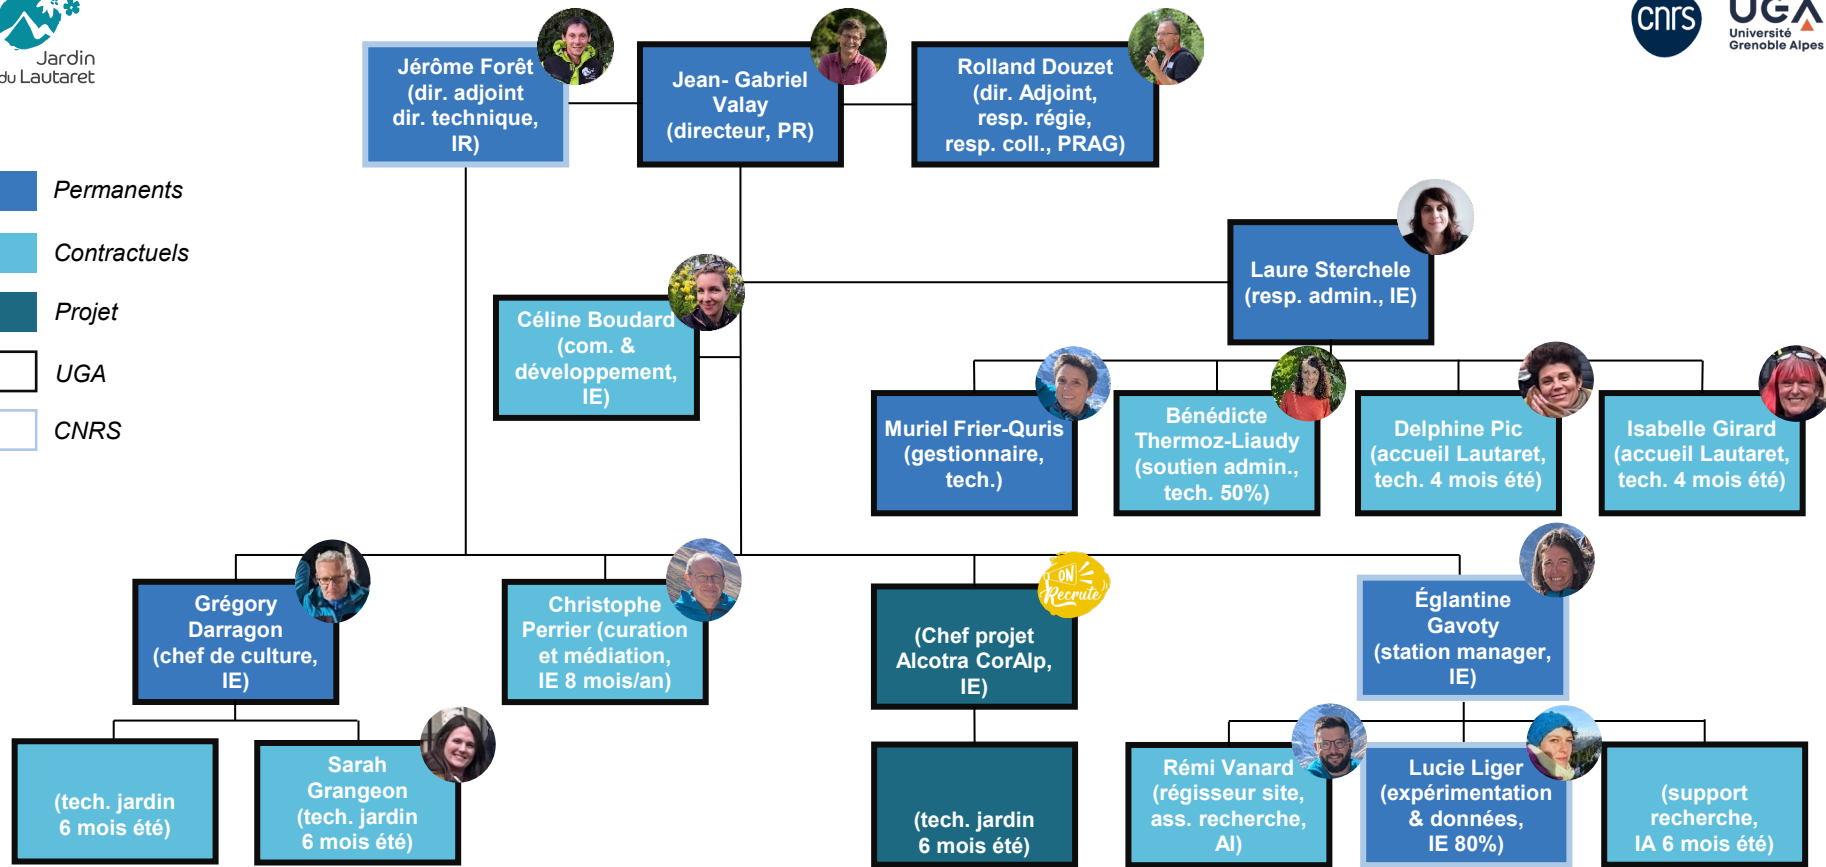 Jardin
du Lautaret
cnrs
UGA
Université
Grenoble Alpes
Jérôme Forêt
(dir. adjoint
dir. technique,
IR)
Jean- Gabriel
Valay
(directeur, PR)
Rolland Douzet
(dir. Adjoint,
resp. régie,
resp. coll., PRAG)
Permanents
Contractuels
Projet
UGA
CNRS
Laure Sterchele
(resp. admin., IE)
Céline Boudard
(com. &
développement,
IE)
Muriel Frier-Quris
(gestionnaire,
tech.)
Bénédicte
Thermoz-Liaudy
(soutien admin.,
tech. 50%)
Delphine Pic
(accueil Lautaret,
tech. 4 mois été)
Isabelle Girard
(accueil Lautaret,
tech. 4 mois été)
Grégory
Darragon
(chef de culture,
IE)
Christophe
Perrier (curation
et médiation,
IE 8 mois/an)
ON
Recrute
(Chef projet
Alcotra CorAlp,
IE)
Églantine
Gavoty
(station manager,
IE)
(tech. jardin
6 mois été)
Sarah
Grangeon
(tech. jardin
6 mois été)
(tech. jardin
6 mois été)
Rémi Vanard
(régisseur site,
ass. recherche,
AI)
Lucie Liger
(expérimentation
& données,
IE 80%)
(support
recherche,
IA 6 mois été)